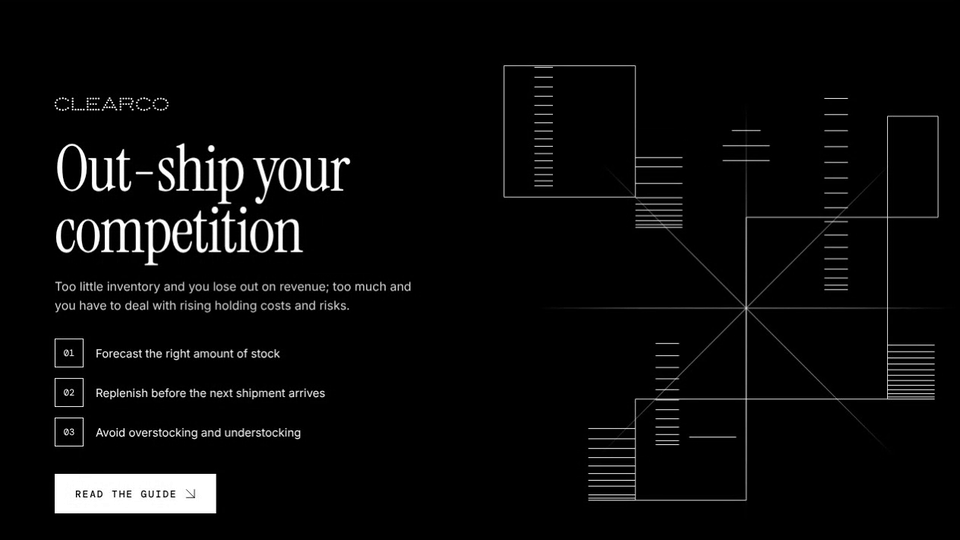 CLEARCO
Out-ship your
competition
Too little inventory and you lose out on revenue; too much and
you have to deal with rising holding costs and risks.
01 Forecast the right amount of stock
02 Replenish before the next shipment arrives
03 Avoid overstocking and understocking
READ THE GUIDE